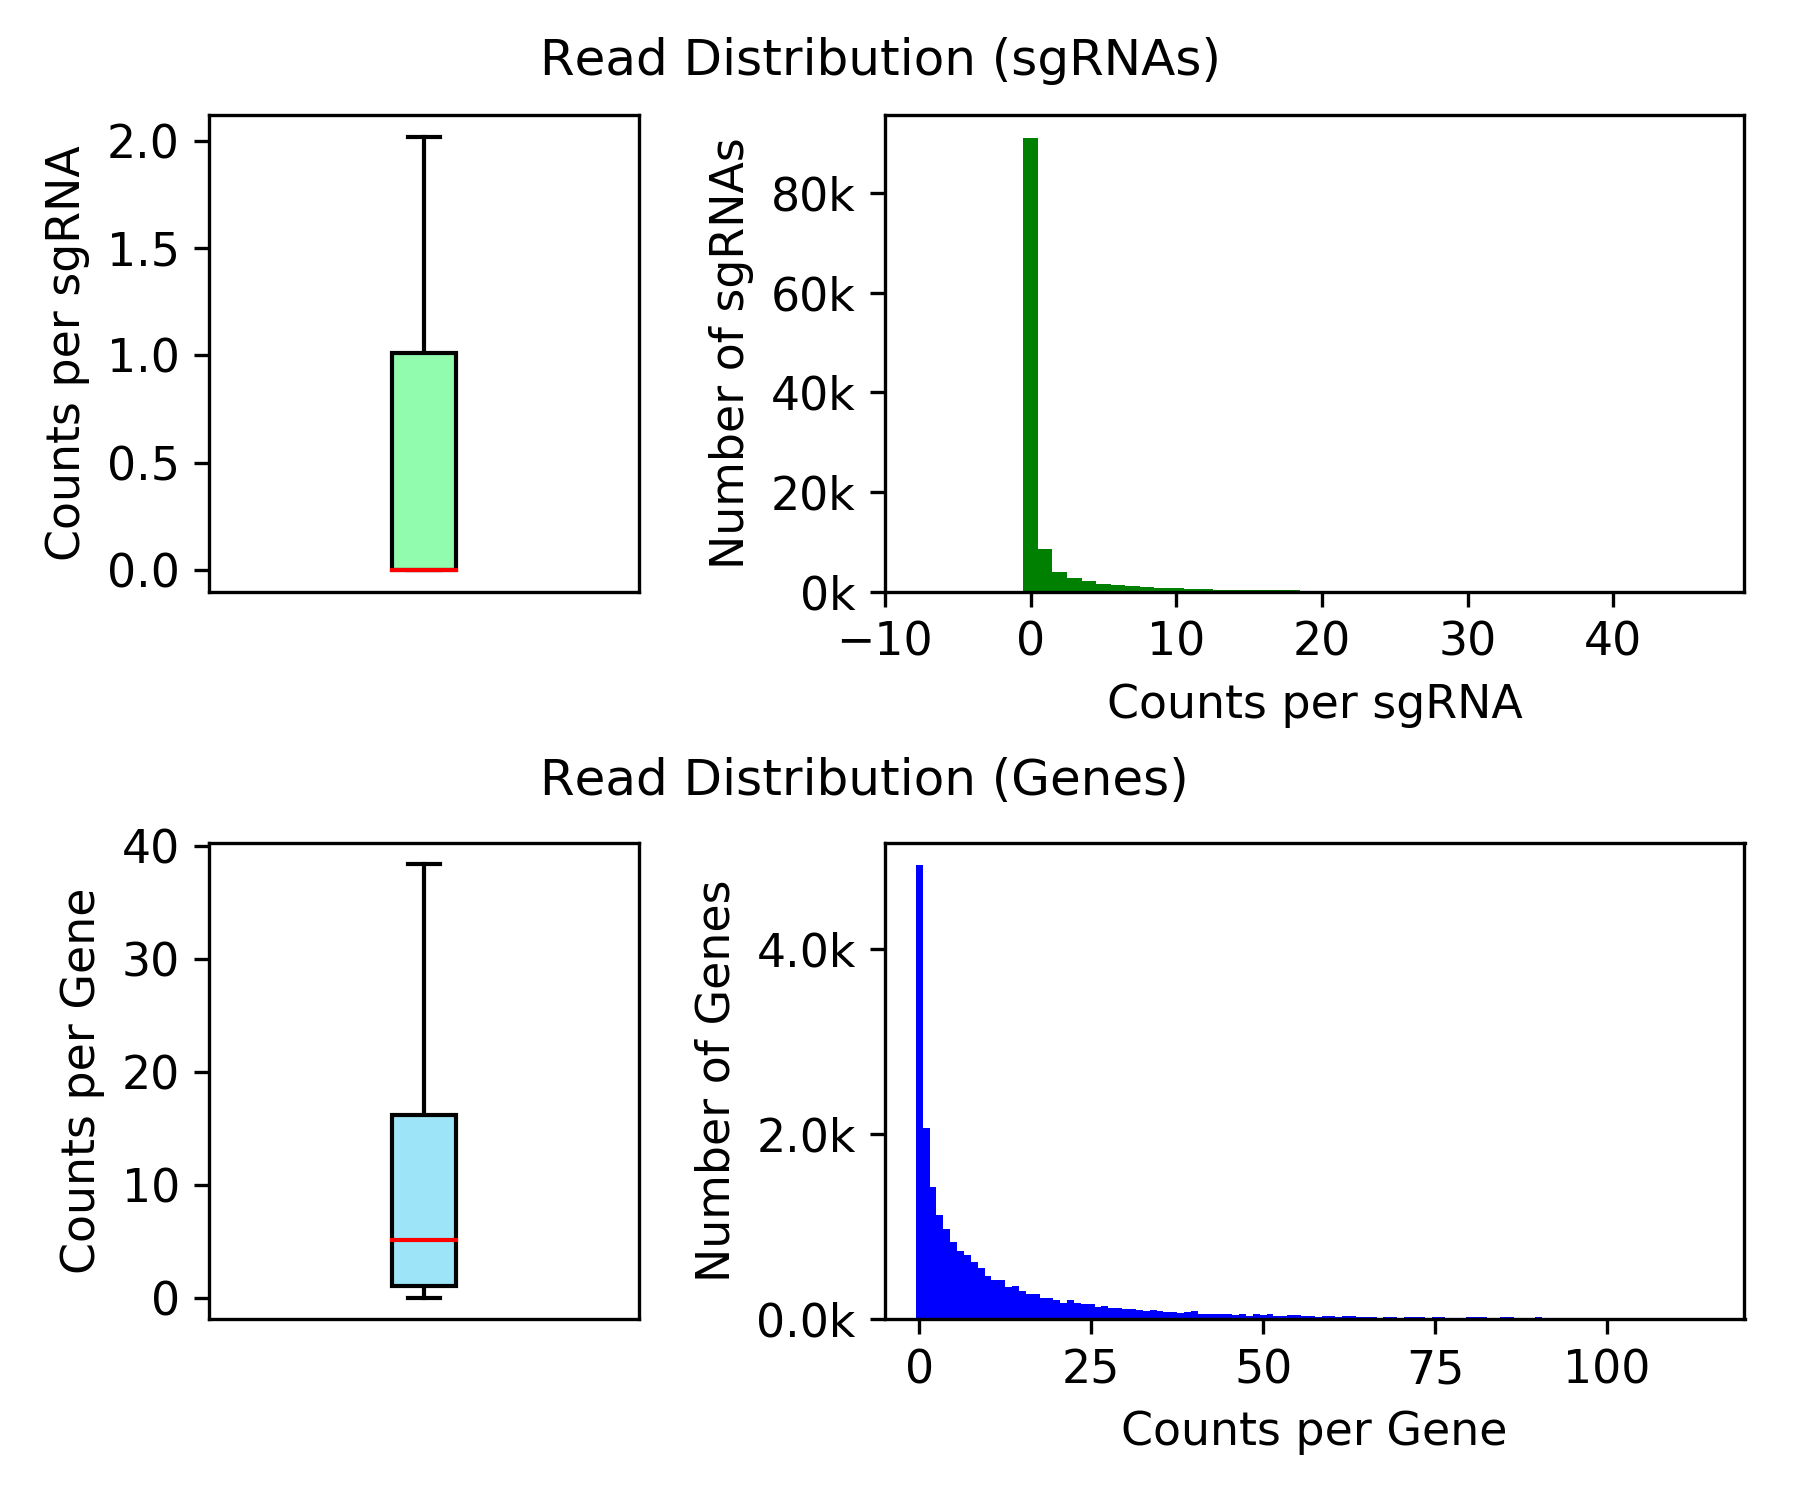 Read Distribution (sgRNAs)
Counts per sgRNA
2.0
1.5
1.0
0.5
0.0
Number of sgRNAs
80k
60k
40k
20k
0k
−10 0 10 20 30 40
Counts per sgRNA
Read Distribution (Genes)
Counts per Gene
40
30
20
10
0
Number of Genes
4.0k
2.0k
0.0k
0 25 50 75 100
Counts per Gene